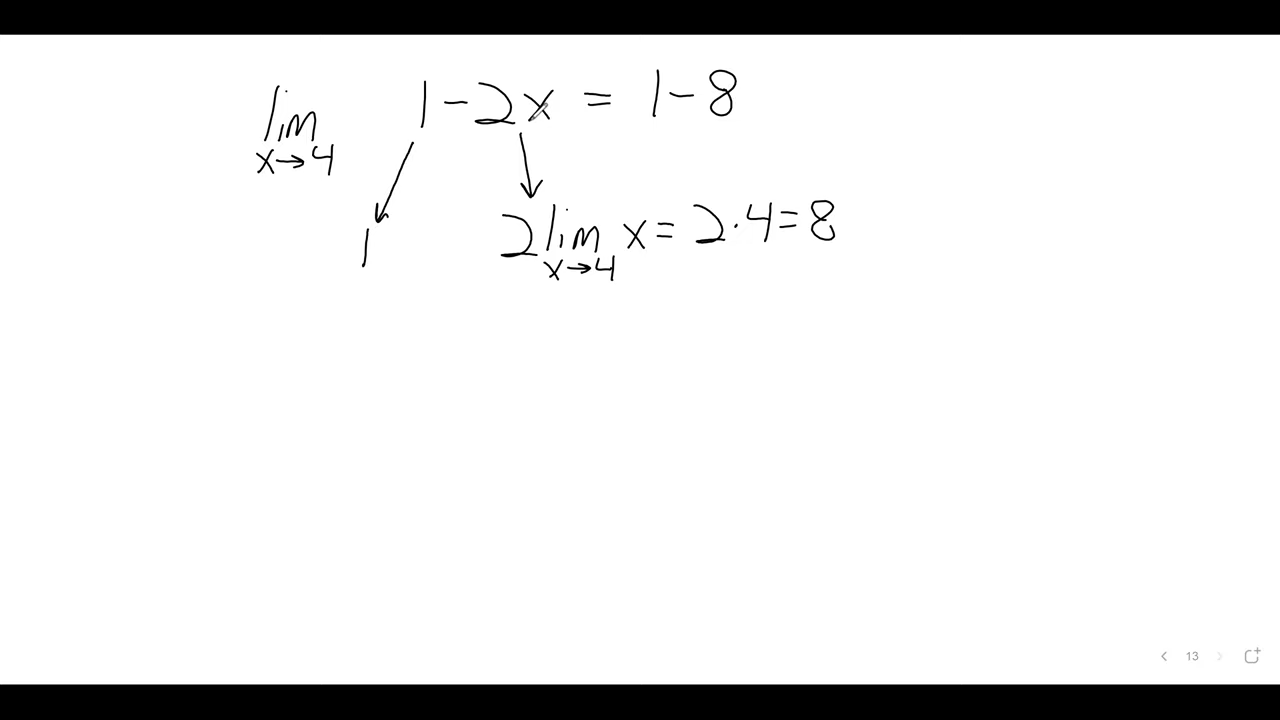 lim x→4 1 - 2x = 1 - 8
1 2 lim x→4 x = 2 · 4 = 8
13